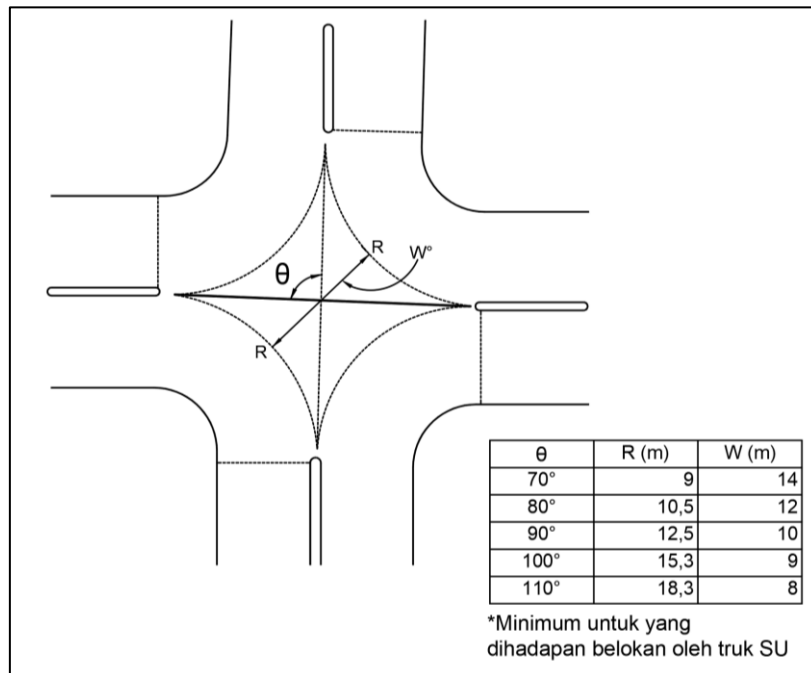 R
W°
θ
R
θ R (m) W (m)
70° 9 14
80° 10,5 12
90° 12,5 10
100° 15,3 9
110° 18,3 8
*Minimum untuk yang
dihadapan belokan oleh truk SU